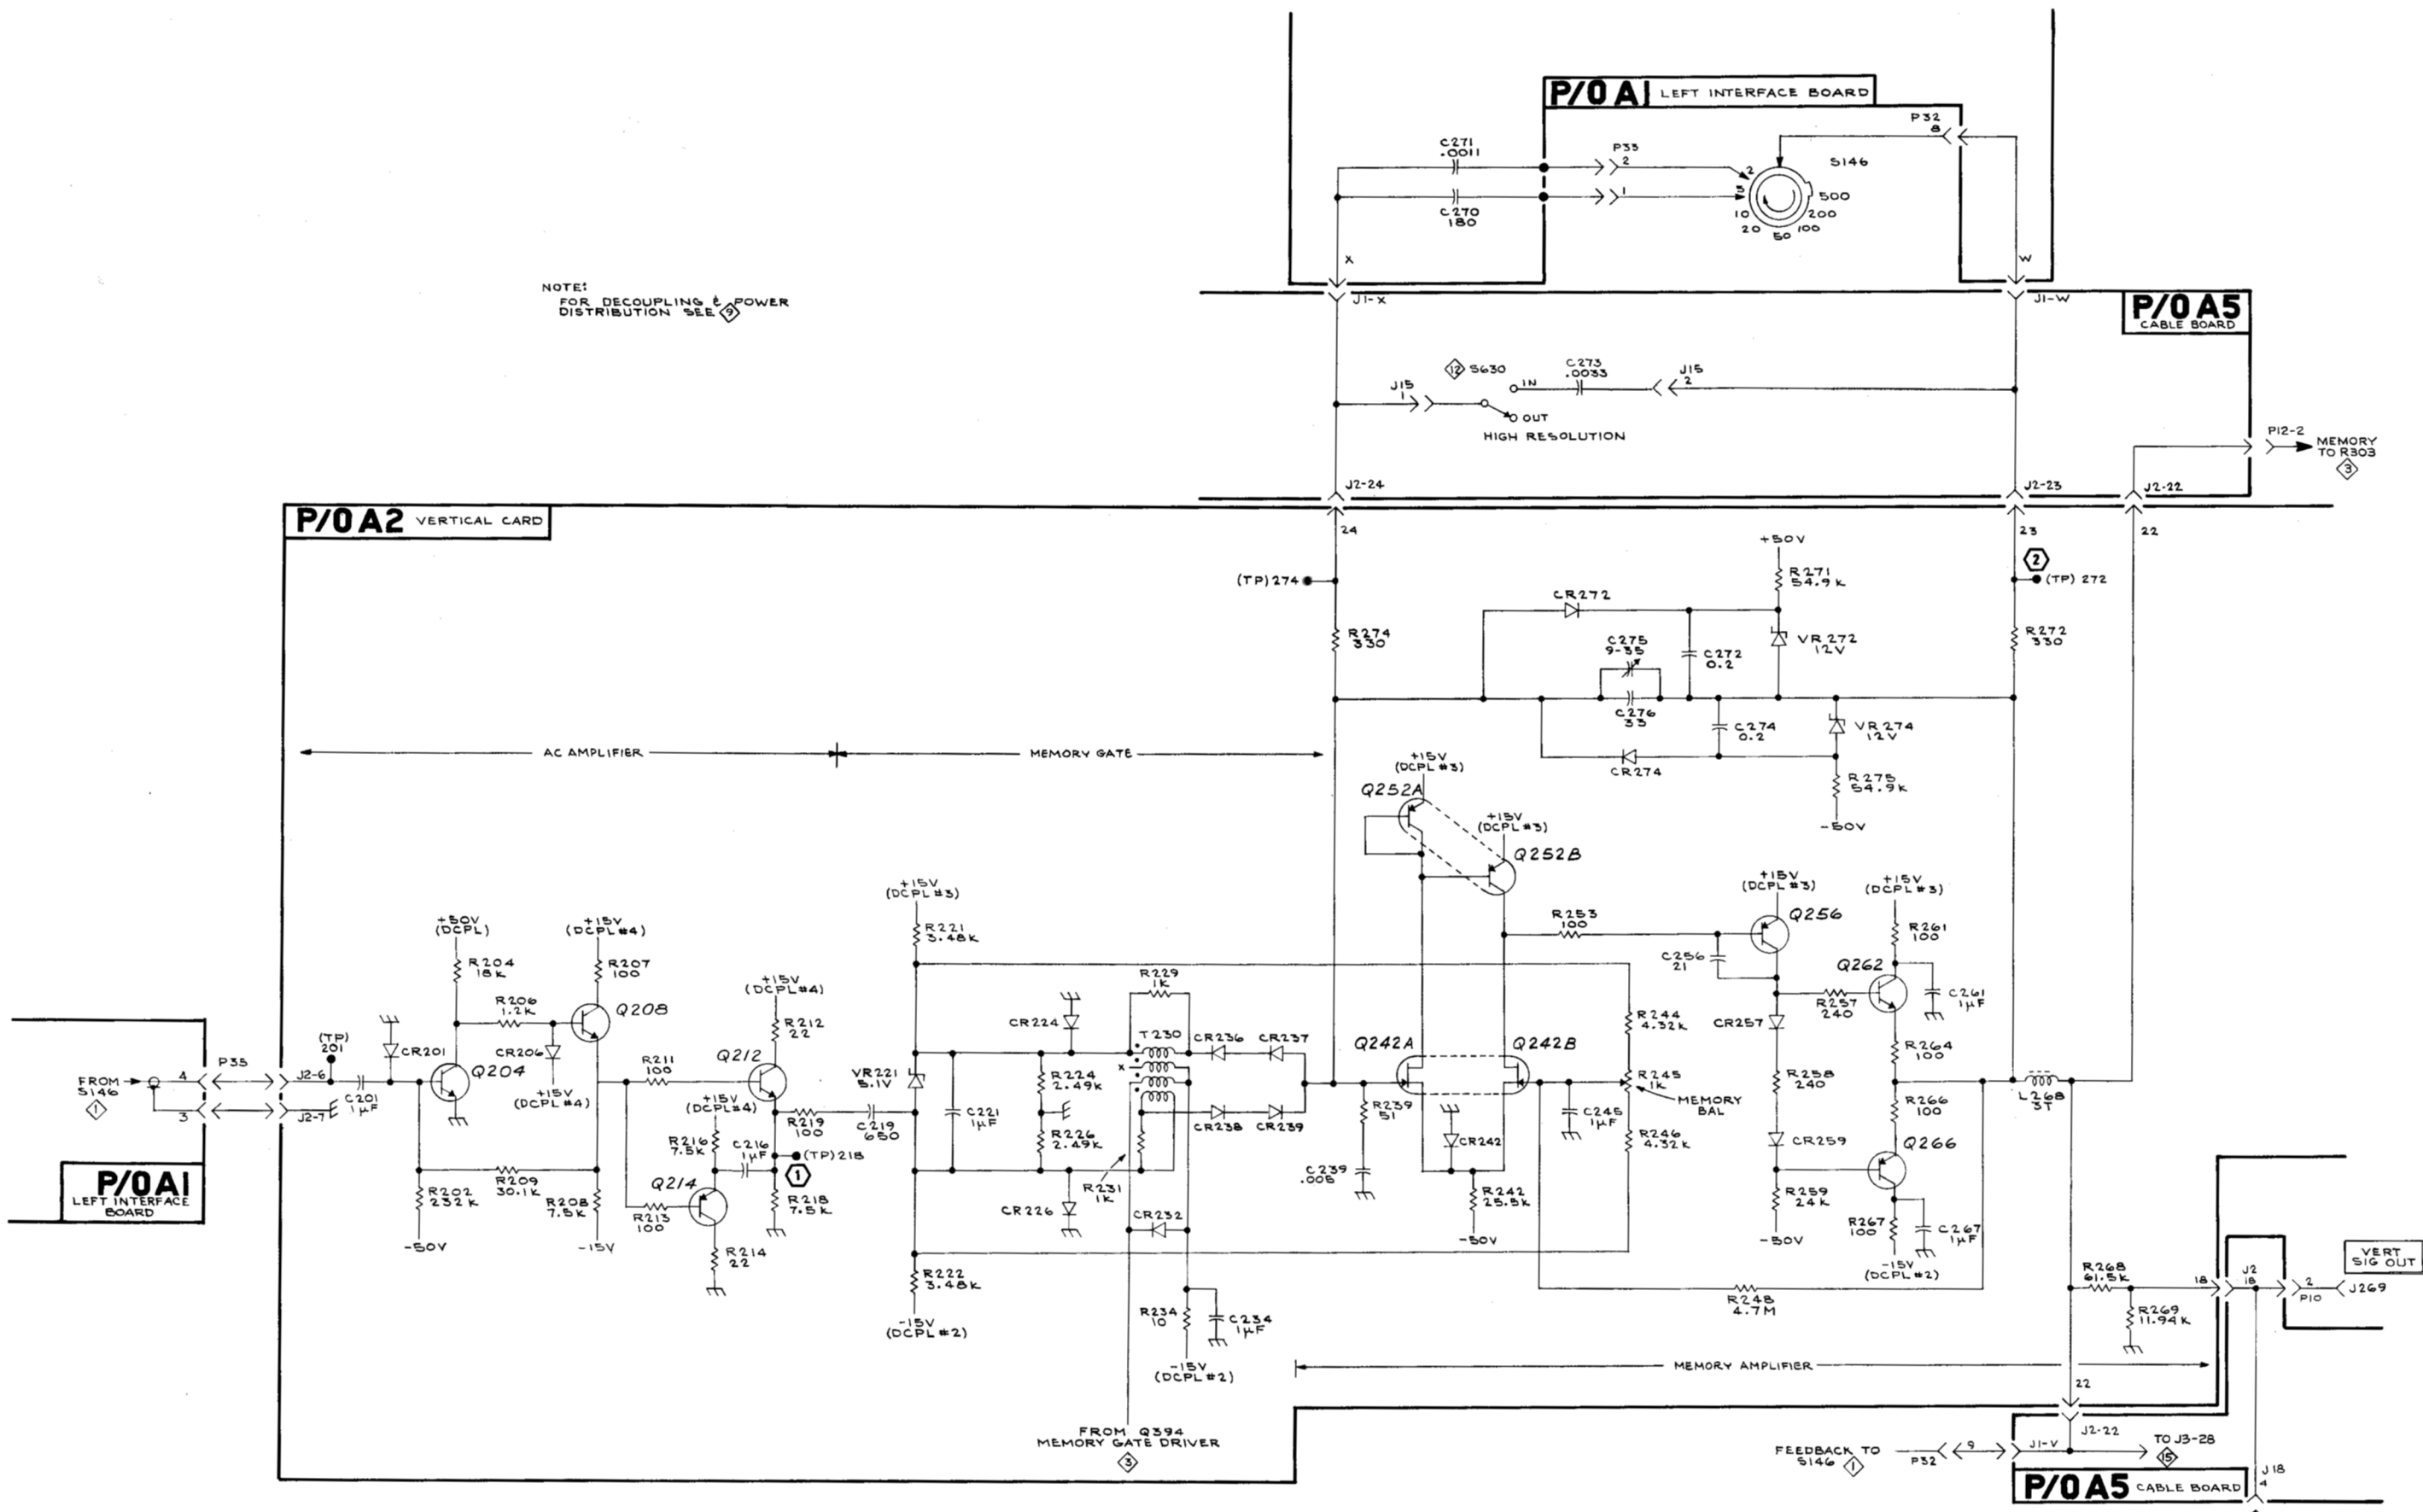 P/O A1 LEFT INTERFACE BOARD
P32
8
C271
.0011
P33
2
S146
2
3
1
500
10
200
20
50
100
C270
180
X
W
NOTE:
FOR DECOUPLING & POWER
DISTRIBUTION SEE 9
J1-X
J1-W
P/O A5
CABLE BOARD
12 S630
IN
C273
.0033
J15
2
J15
1
OUT
HIGH RESOLUTION
P12-2
MEMORY
TO R303
3
J2-24
J2-23
J2-22
P/O A2 VERTICAL CARD
24
23
22
+50V
2
(TP) 274
R271
54.9K
(TP) 272
CR272
R274
330
C275
9-35
C272
0.2
VR272
12V
R272
330
C276
33
C274
0.2
VR274
12V
AC AMPLIFIER
MEMORY GATE
CR274
R275
54.9K
-50V
+15V
(DCPL #3)
Q252A
+15V
(DCPL #3)
Q252B
+15V
(DCPL #3)
+15V
(DCPL #3)
+15V
(DCPL #3)
+50V
(DCPL)
+15V
(DCPL #4)
R221
3.48K
R253
100
Q256
R261
100
R204
18K
R207
100
+15V
(DCPL #4)
R229
1K
C256
21
Q262
R206
1.2K
Q208
R257
240
C261
1µF
CR224
T230
CR236
CR237
R244
4.32K
CR257
R212
22
(TP)
201
CR201
CR206
R211
100
Q212
Q242A
Q242B
R264
100
P35
FROM
S146
1
4
J2-6
Q204
+15V
(DCPL #4)
VR221
5.1V
R224
2.49K
X
R245
1K
R258
240
3
J2-7
C201
1µF
+15V
(DCPL #4)
R219
100
C219
650
C221
1µF
CR238
CR239
R239
51
C245
1µF
MEMORY
BAL
R266
100
L268
3T
R216
7.5K
C216
1µF
(TP) 218
R226
2.49K
CR242
R246
4.32K
CR259
Q266
P/O A1
LEFT INTERFACE
BOARD
R202
232K
R209
30.1K
R208
7.5K
Q214
1
R231
1K
C239
.005
R213
100
R218
7.5K
CR226
CR232
R242
25.5K
R259
24K
R267
100
C267
1µF
-50V
-15V
R214
22
-50V
-50V
-15V
(DCPL #2)
VERT
SIG OUT
R222
3.48K
R268
61.5K
18
J2
18
2
P10
J269
R248
4.7M
R234
10
C234
1µF
R269
11.94K
-15V
(DCPL #2)
-15V
(DCPL #2)
MEMORY AMPLIFIER
22
FROM Q394
MEMORY GATE DRIVER
3
J2-22
FEEDBACK TO
S146 1
P32
9
J1-V
TO J3-28
15
P/O A5 CABLE BOARD
J18
4